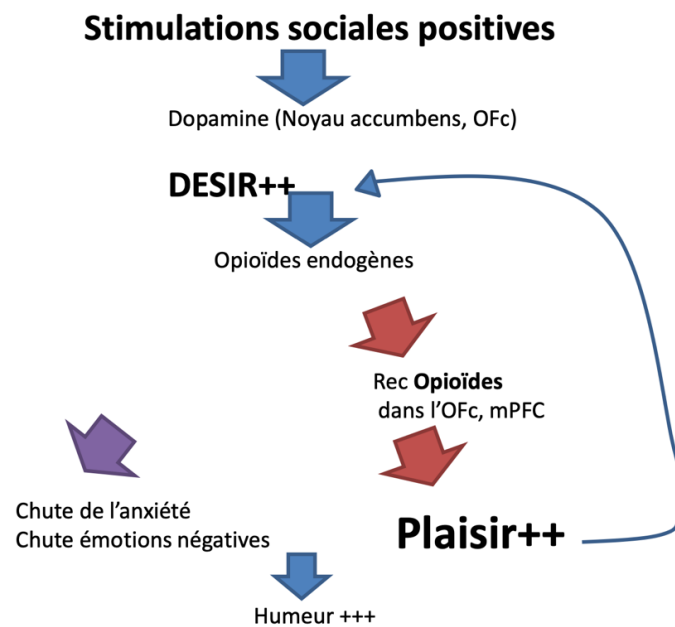 Stimulations sociales positives
Dopamine (Noyau accumbens, OFc)
DESIR++
Opioïdes endogènes
Rec Opioïdes
dans l'OFc, mPFC
Chute de l'anxiété
Chute émotions négatives
Plaisir++
Humeur +++